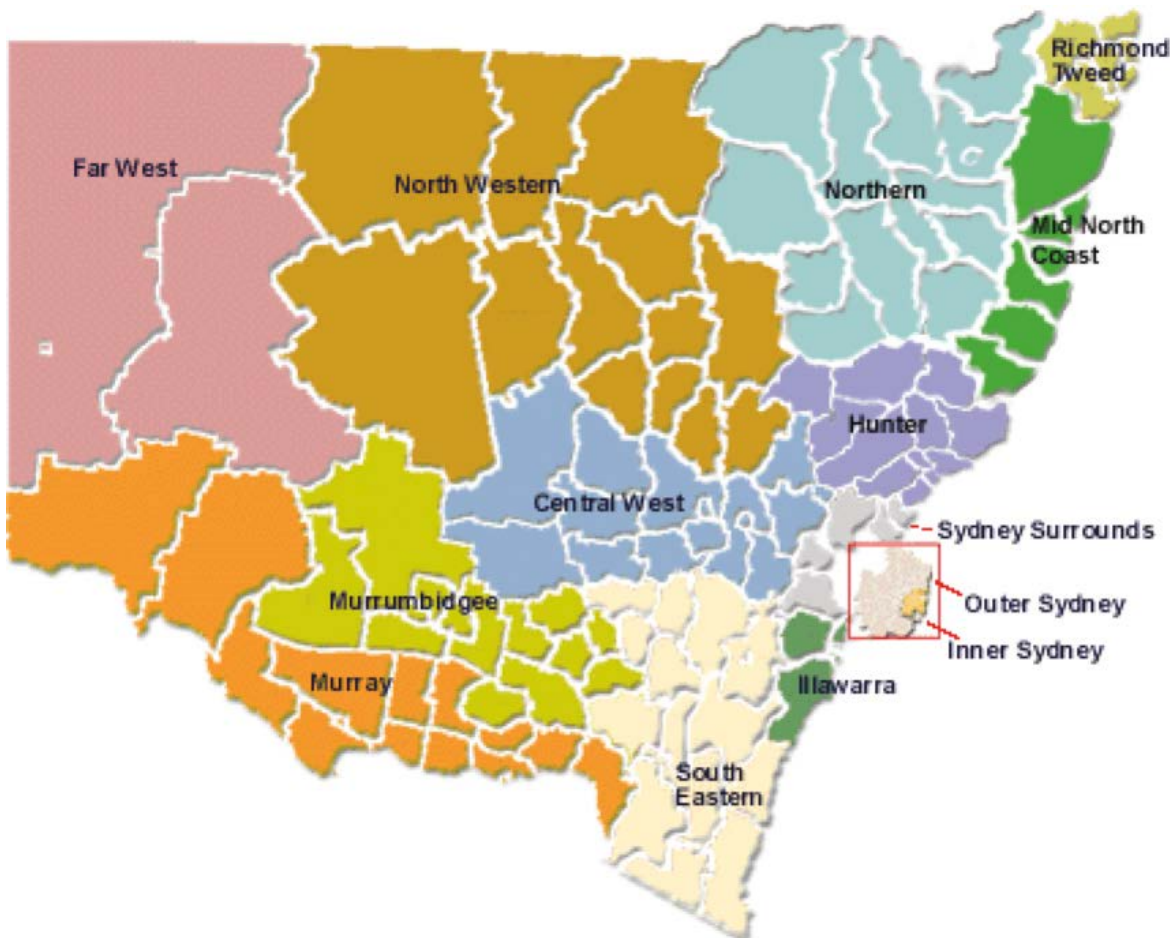 Richmond
Tweed
Far West
North Western
Northern
Mid North
Coast
Hunter
Central West
Sydney Surrounds
Murrumbidgee
Outer Sydney
Inner Sydney
Murray
Illawarra
South
Eastern